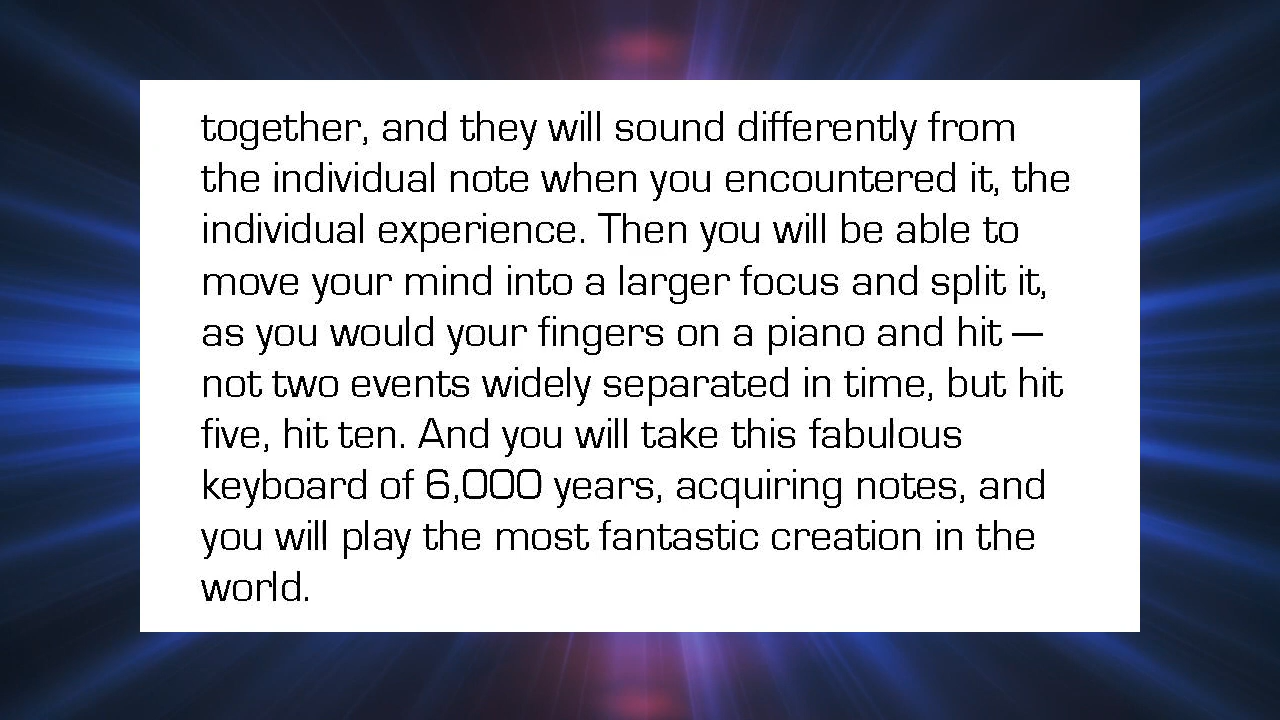 together, and they will sound differently from
the individual note when you encountered it, the
individual experience. Then you will be able to
move your mind into a larger focus and split it,
as you would your fingers on a piano and hit —
not two events widely separated in time, but hit
five, hit ten. And you will take this fabulous
keyboard of 6,000 years, acquiring notes, and
you will play the most fantastic creation in the
world.